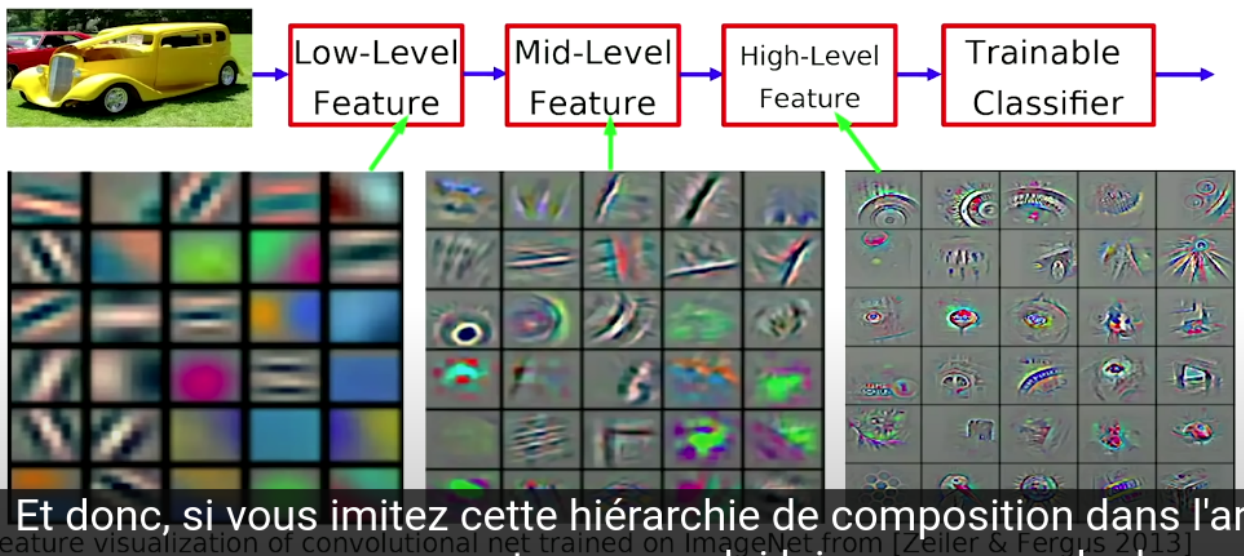 Low-Level
Feature
Mid-Level
Feature
High-Level
Feature
Trainable
Classifier
Et donc, si vous imitez cette hiérarchie de composition dans l'ar
eature visualization of convolutional net trained on ImageNet from [Zeiler & Fergus 2013]